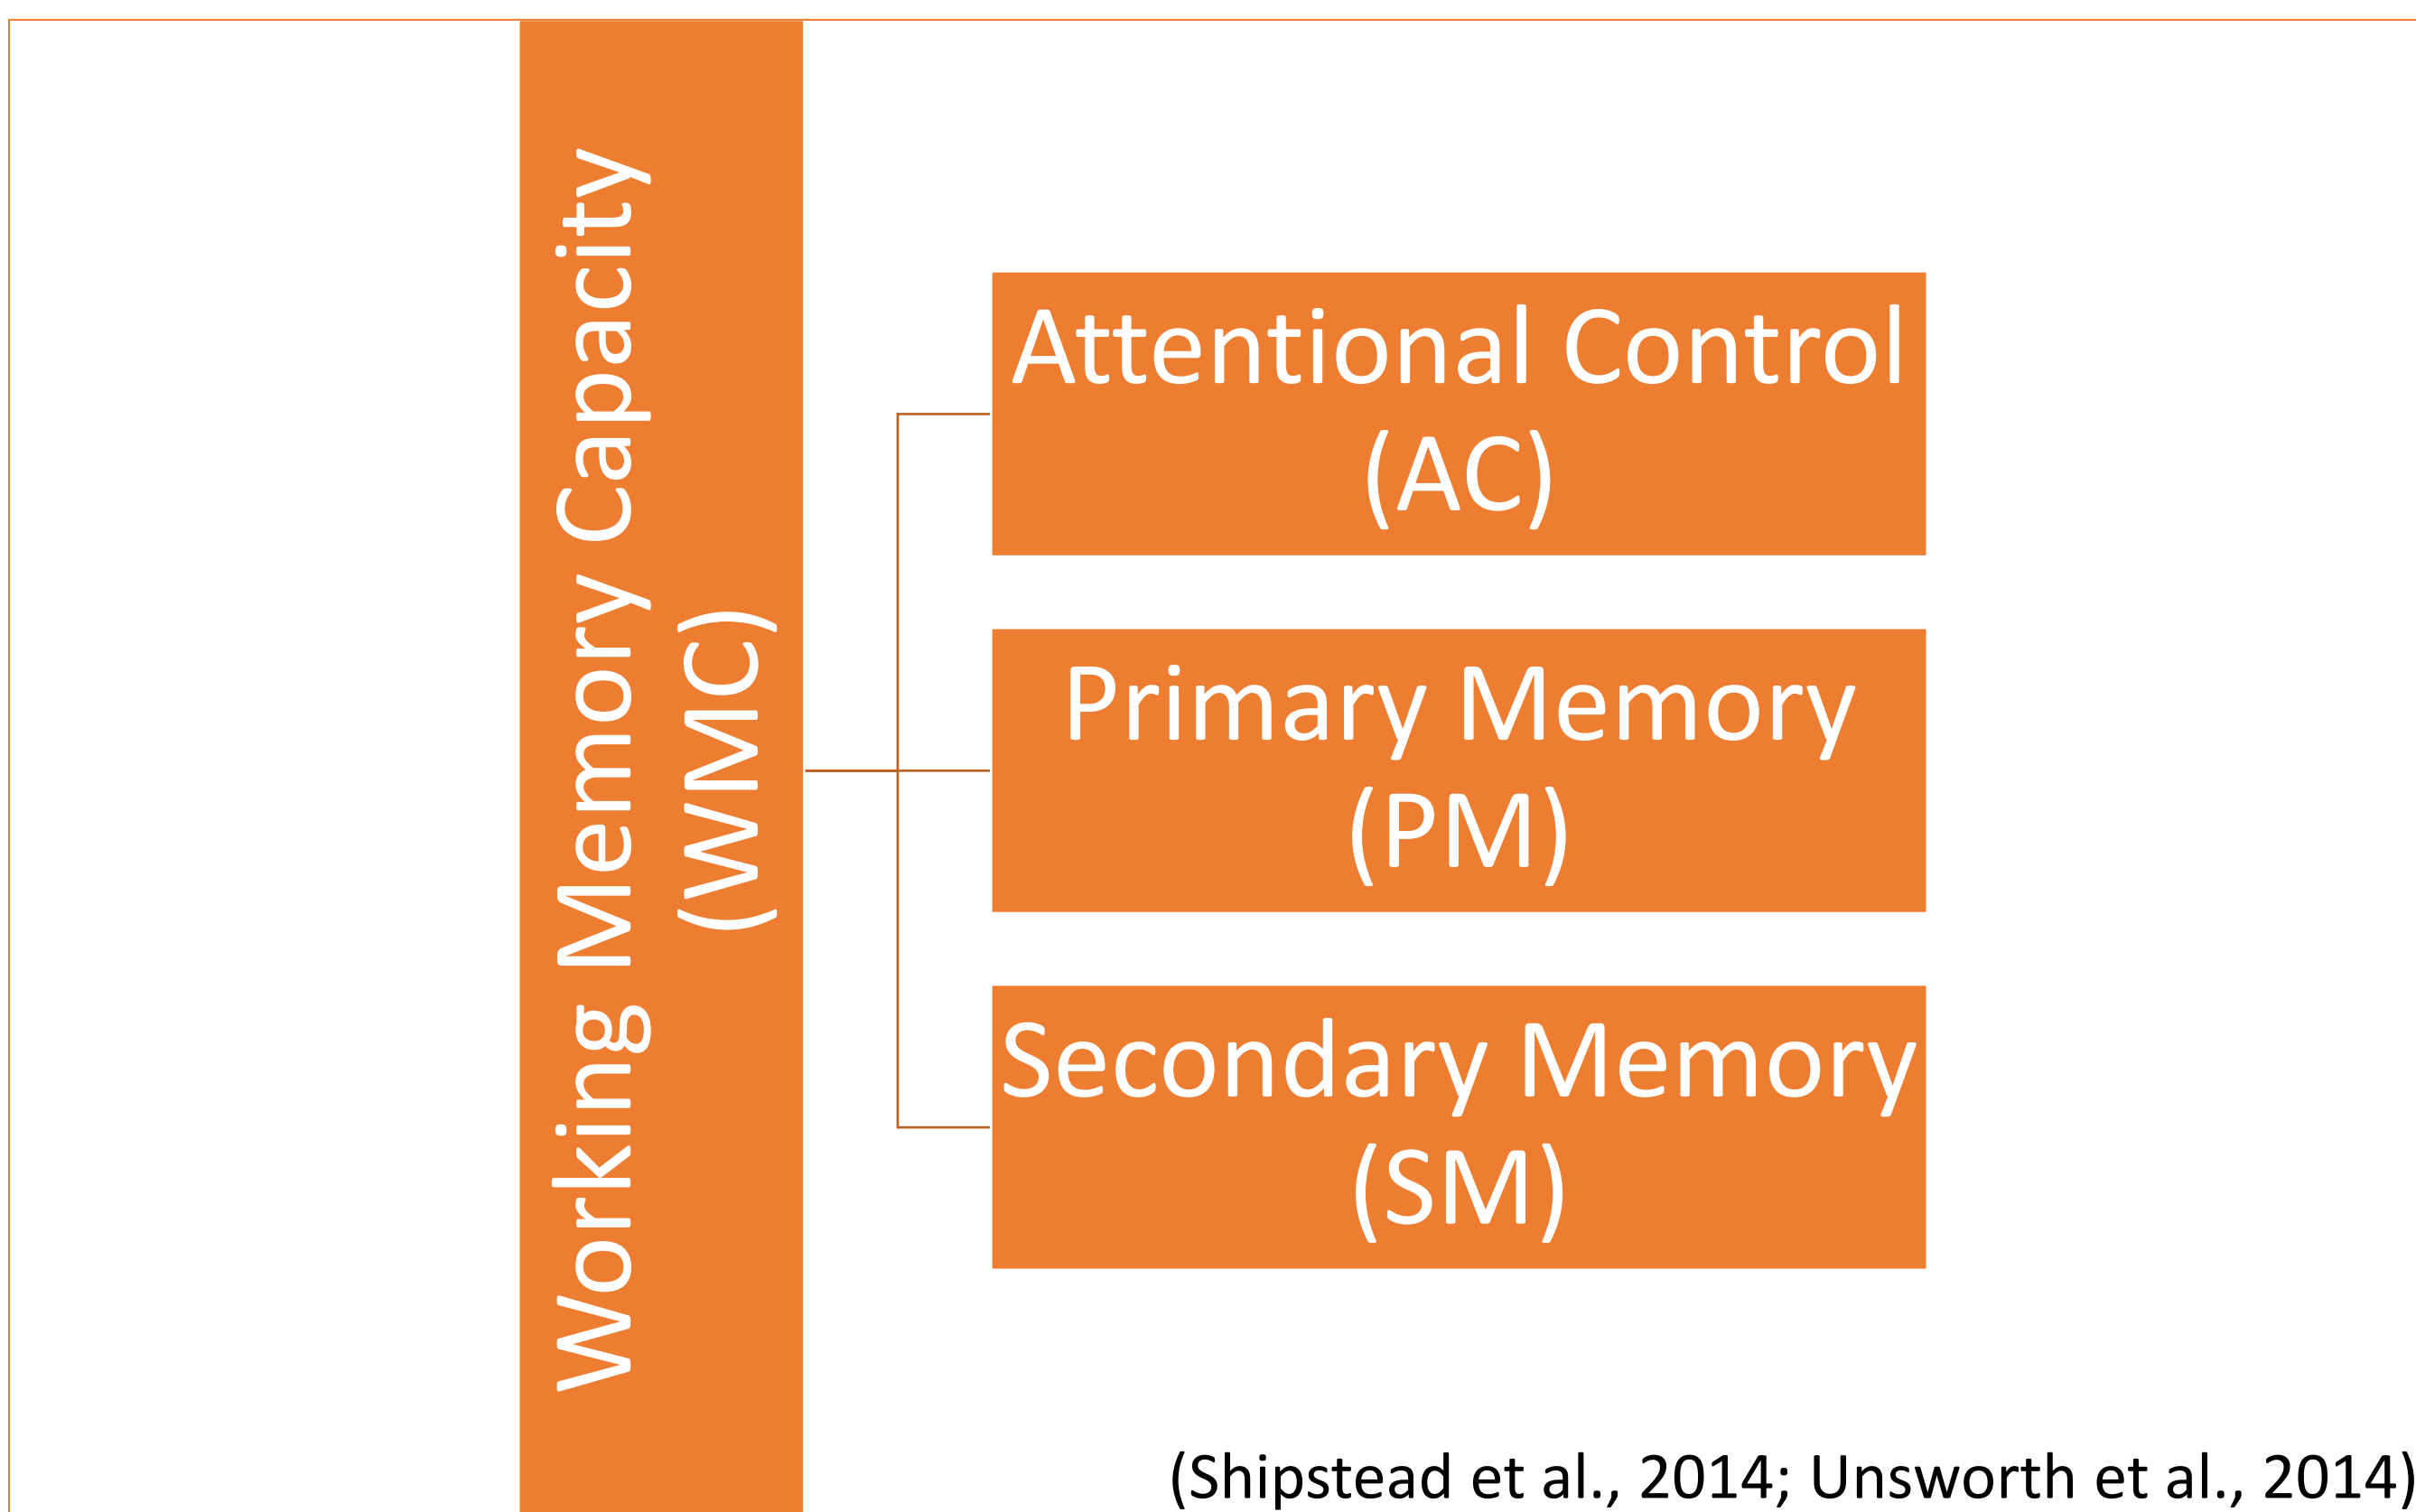 Working Memory Capacity
(WMC)
Attentional Control
(AC)
Primary Memory
(PM)
Secondary Memory
(SM)
(Shipstead et al., 2014; Unsworth et al., 2014)